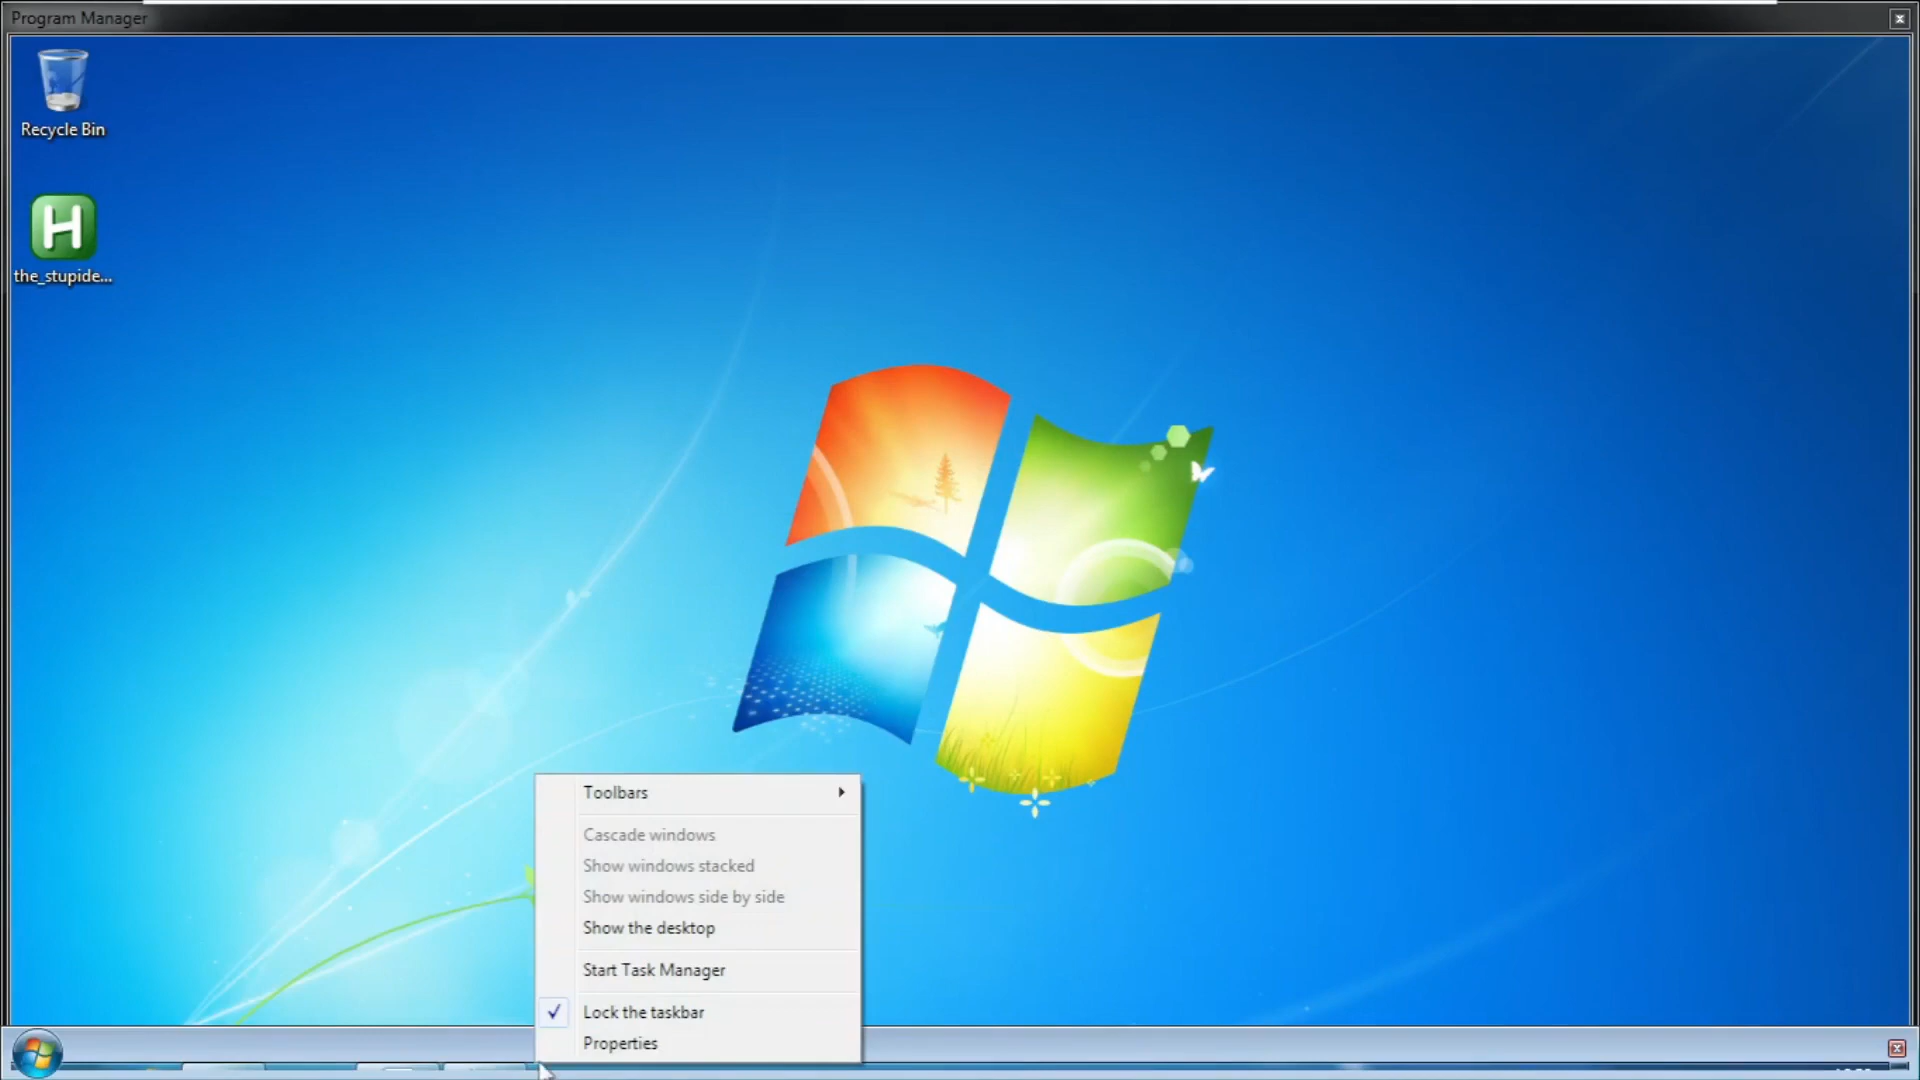 Program Manager
Recycle Bin
H
the_stupide...
Toolbars
Cascade windows
Show windows stacked
Show windows side by side
Show the desktop
Start Task Manager
Lock the taskbar
Properties